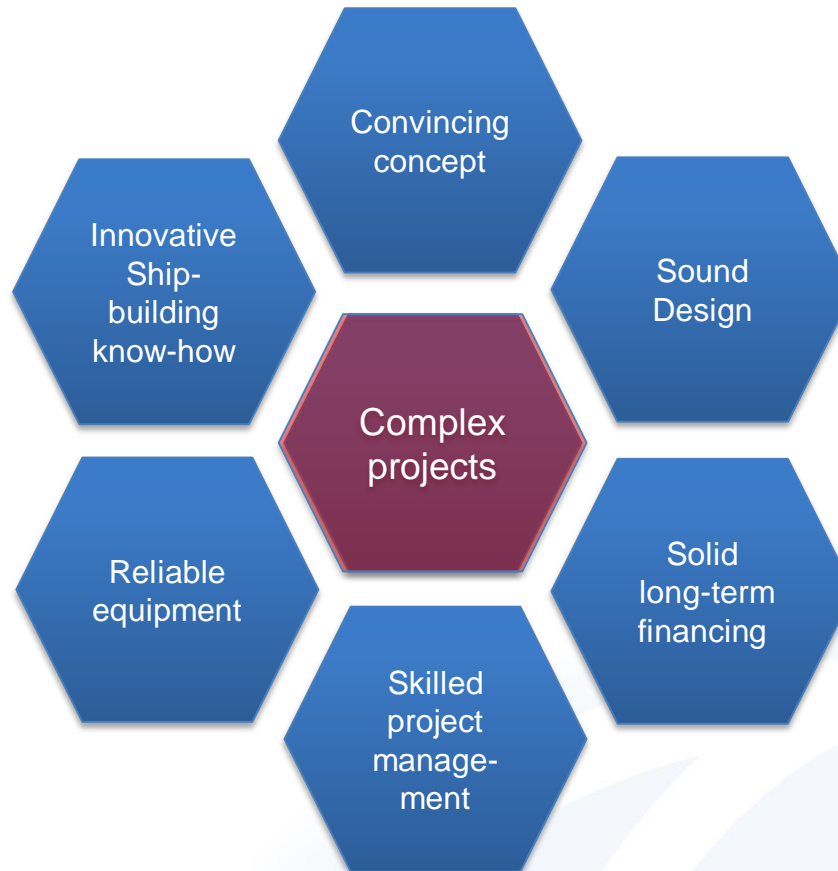 Convincing
concept
Innovative
Ship-
building
know-how
Sound
Design
Complex
projects
Reliable
equipment
Solid
long-term
financing
Skilled
project
manage-
ment